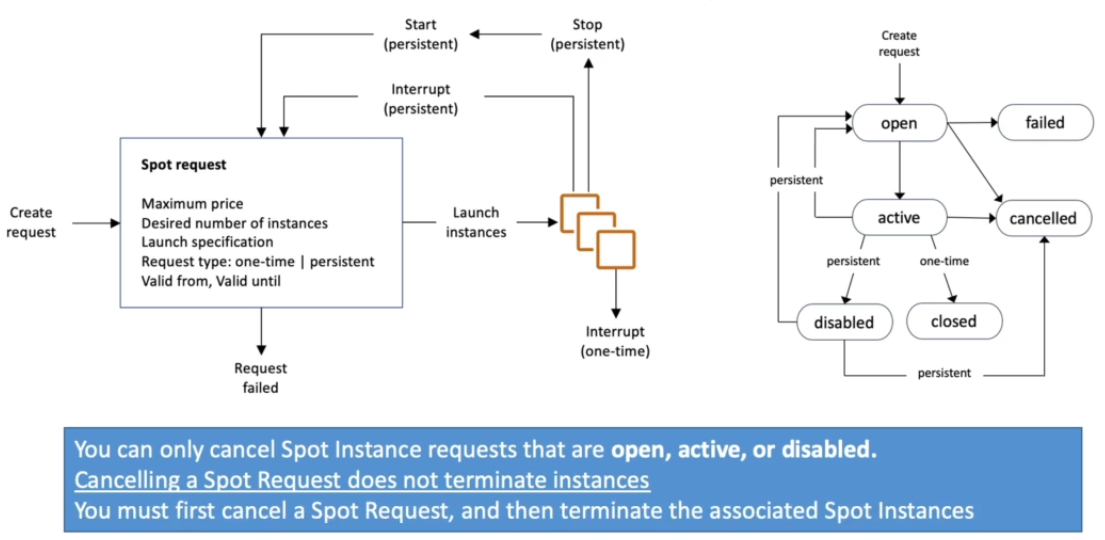 Start
(persistent)
Stop
(persistent)
Interrupt
(persistent)
Create
request
Spot request
Maximum price
Desired number of instances
Launch specification
Request type: one-time | persistent
Valid from, Valid until
Launch
instances
Request
failed
Interrupt
(one-time)
Create
request
open
failed
persistent
active
cancelled
persistent
one-time
disabled
closed
persistent
You can only cancel Spot Instance requests that are open, active, or disabled.
Cancelling a Spot Request does not terminate instances
You must first cancel a Spot Request, and then terminate the associated Spot Instances